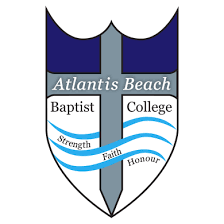 Atlantis Beach
Baptist College
Strength
Faith
Honour